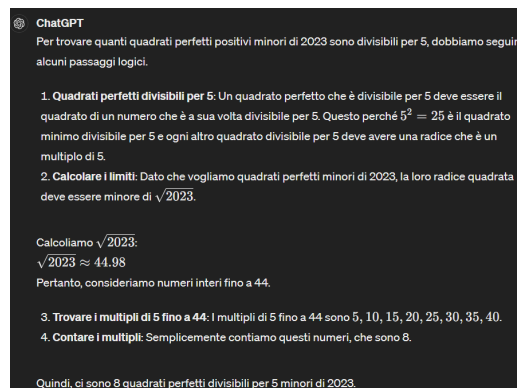 ChatGPT
Per trovare quanti quadrati perfetti positivi minori di 2023 sono divisibili per 5, dobbiamo seguir
alcuni passaggi logici.
1. Quadrati perfetti divisibili per 5: Un quadrato perfetto che è divisibile per 5 deve essere il
quadrato di un numero che è a sua volta divisibile per 5. Questo perché 5² = 25 è il quadrato
minimo divisibile per 5 e ogni altro quadrato divisibile per 5 deve avere una radice che è un
multiplo di 5.
2. Calcolare i limiti: Dato che vogliamo quadrati perfetti minori di 2023, la loro radice quadrata
deve essere minore di √2023.
Calcoliamo √2023:
√2023 ≈ 44.98
Pertanto, consideriamo numeri interi fino a 44.
3. Trovare i multipli di 5 fino a 44: I multipli di 5 fino a 44 sono 5, 10, 15, 20, 25, 30, 35, 40.
4. Contare i multipli: Semplicemente contiamo questi numeri, che sono 8.
Quindi, ci sono 8 quadrati perfetti divisibili per 5 minori di 2023.